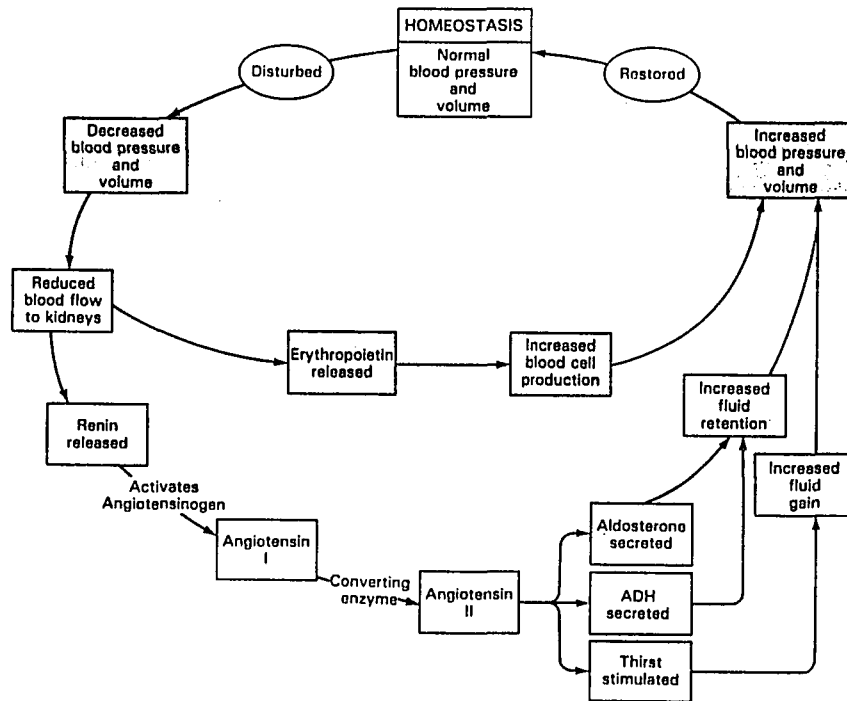 HOMEOSTASIS
Normal
blood pressure
and
volume
Disturbed
Restored
Decreased
blood pressure
and
volume
Increased
blood pressure
and
volume
Reduced
blood flow
to kidneys
Erythropoietin
released
Increased
blood cell
production
Increased
fluid
retention
Renin
released
Increased
fluid
gain
Activates
Angiotensinogen
Angiotensin
I
Converting
enzyme
Angiotensin
II
Aldosterone
secreted
ADH
secreted
Thirst
stimulated